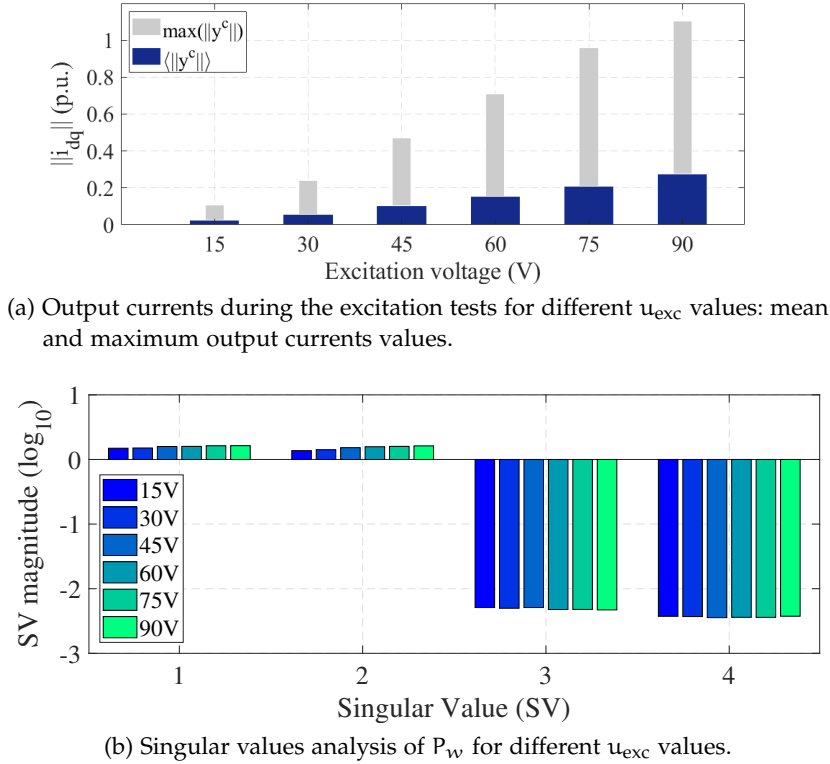 max(||yᶜ||)
⟨||yᶜ||⟩
||i_dq|| (p.u.)
1
0.8
0.6
0.4
0.2
0
15 30 45 60 75 90
Excitation voltage (V)
(a) Output currents during the excitation tests for different u_exc values: mean
and maximum output currents values.
SV magnitude (log₁₀)
1
0
-1
-2
-3
15V
30V
45V
60V
75V
90V
1 2 3 4
Singular Value (SV)
(b) Singular values analysis of P_w for different u_exc values.